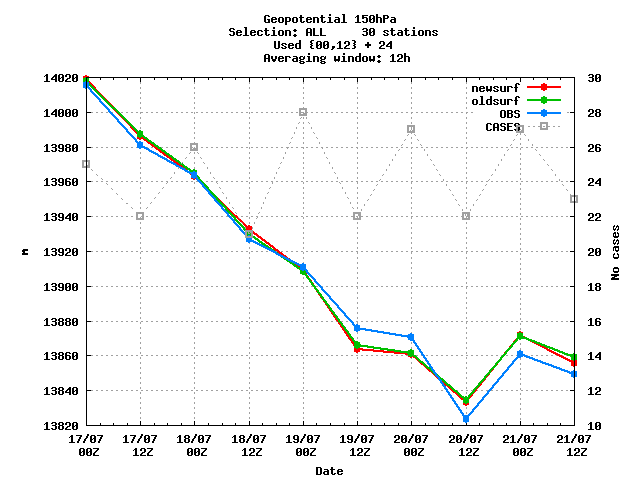 Geopotential 150hPa
Selection: ALL     30 stations
Used {00,12} + 24
Averaging window: 12h
14020
14000
13980
13960
13940
13920
13900
13880
13860
13840
13820
m
30
28
26
24
22
20
18
16
14
12
10
No cases
newsurf
oldsurf
OBS
CASES
17/07 17/07 18/07 18/07 19/07 19/07 20/07 20/07 21/07 21/07
00Z 12Z 00Z 12Z 00Z 12Z 00Z 12Z 00Z 12Z
Date